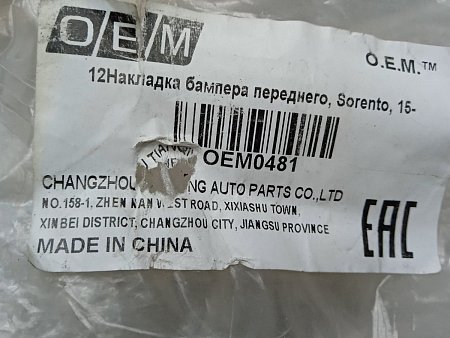 O.E.M
O.E.M.™
12Накладка бампера переднего, Sorento, 15-
OEM0481
CHANGZHOU AUTO PARTS CO.,LTD
NO.158-1, ZHEN NAN WEST ROAD, XIXIASHU TOWN,
XINBEI DISTRICT, CHANGZHOU CITY, JIANGSU PROVINCE
MADE IN CHINA
EAC